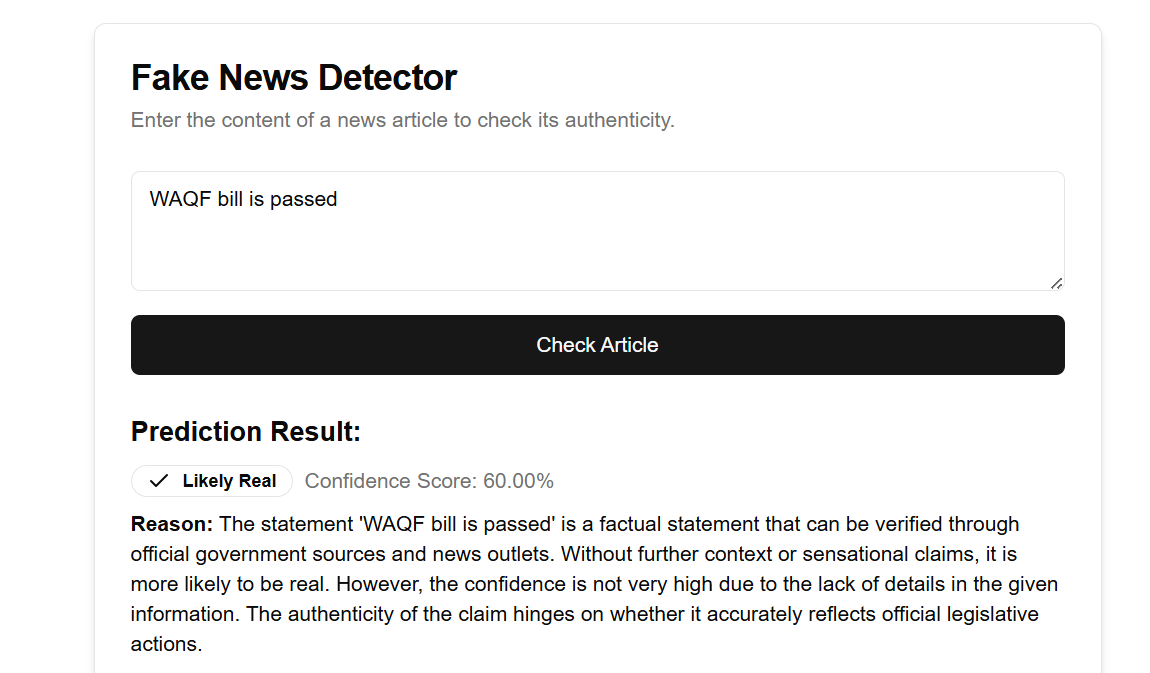 Fake News Detector
Enter the content of a news article to check its authenticity.
WAQF bill is passed
Check Article
Prediction Result:
Likely Real Confidence Score: 60.00%
Reason: The statement 'WAQF bill is passed' is a factual statement that can be verified through
official government sources and news outlets. Without further context or sensational claims, it is
more likely to be real. However, the confidence is not very high due to the lack of details in the given
information. The authenticity of the claim hinges on whether it accurately reflects official legislative
actions.